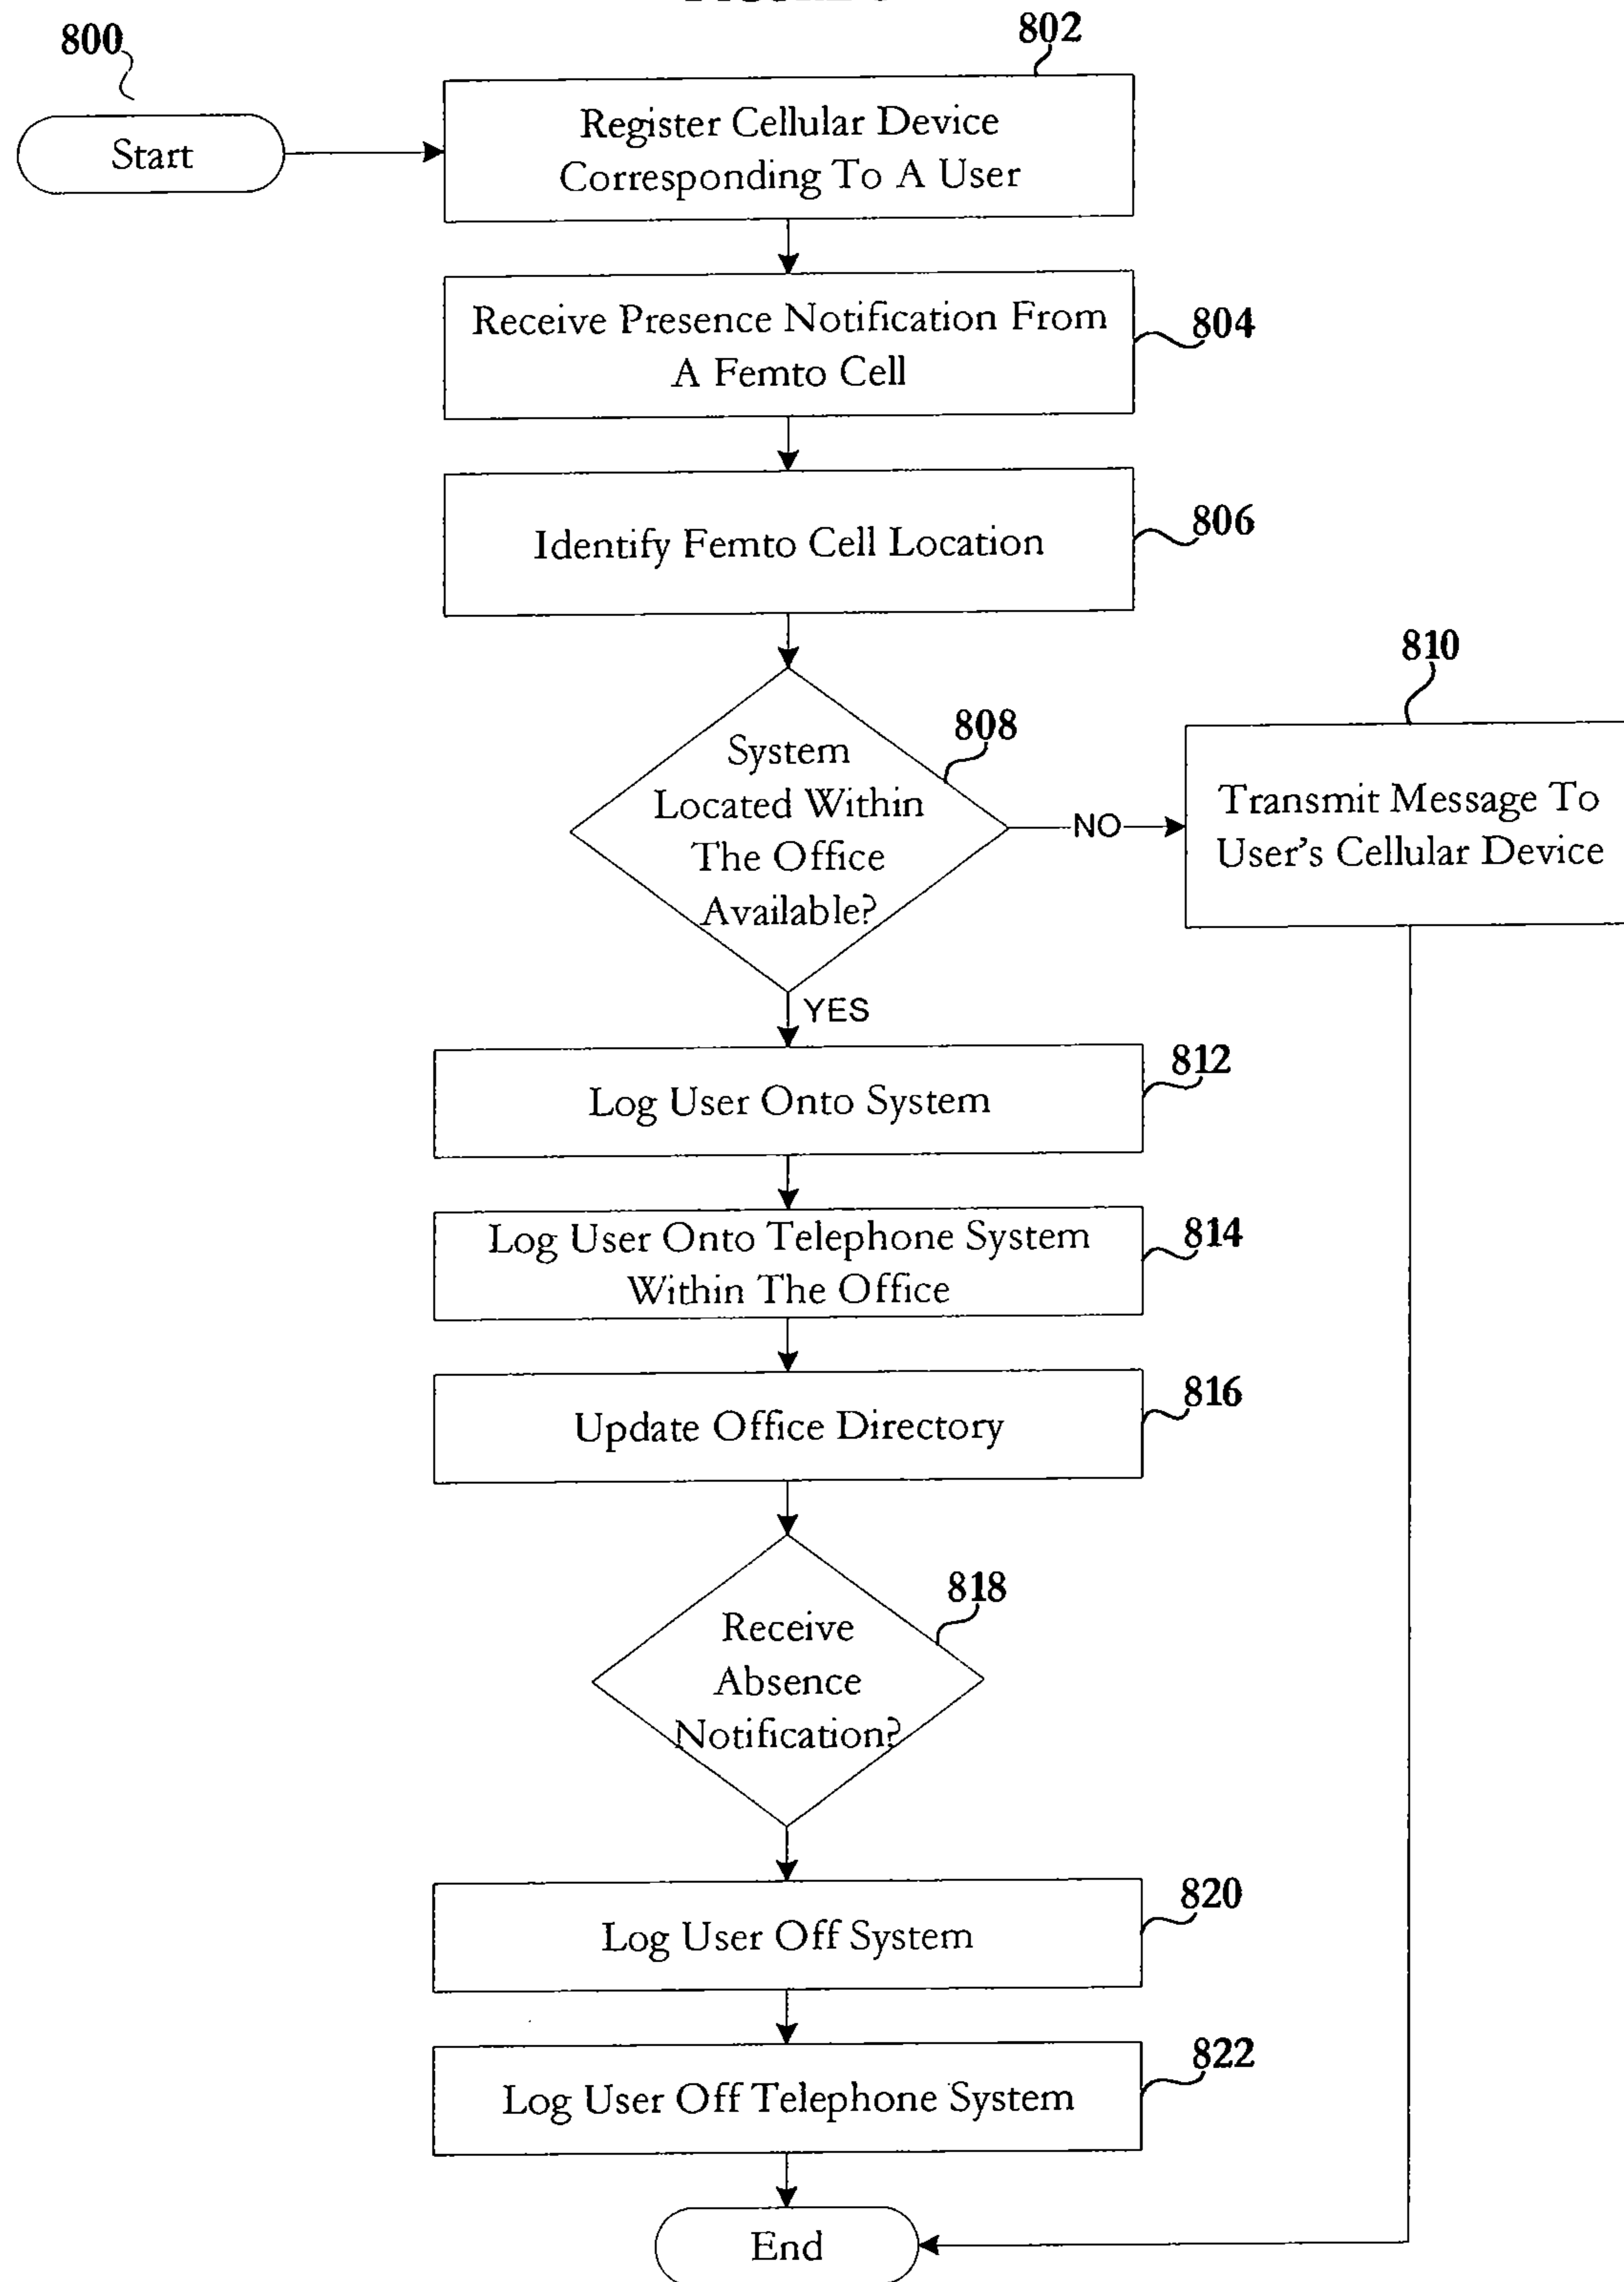 800
802
Start
Register Cellular Device
Corresponding To A User
Receive Presence Notification From
A Femto Cell
804
Identify Femto Cell Location
806
810
808
System
Located Within
The Office
Available?
NO
Transmit Message To
User's Cellular Device
YES
812
Log User Onto System
Log User Onto Telephone System
Within The Office
814
816
Update Office Directory
818
Receive
Absence
Notification?
820
Log User Off System
822
Log User Off Telephone System
End